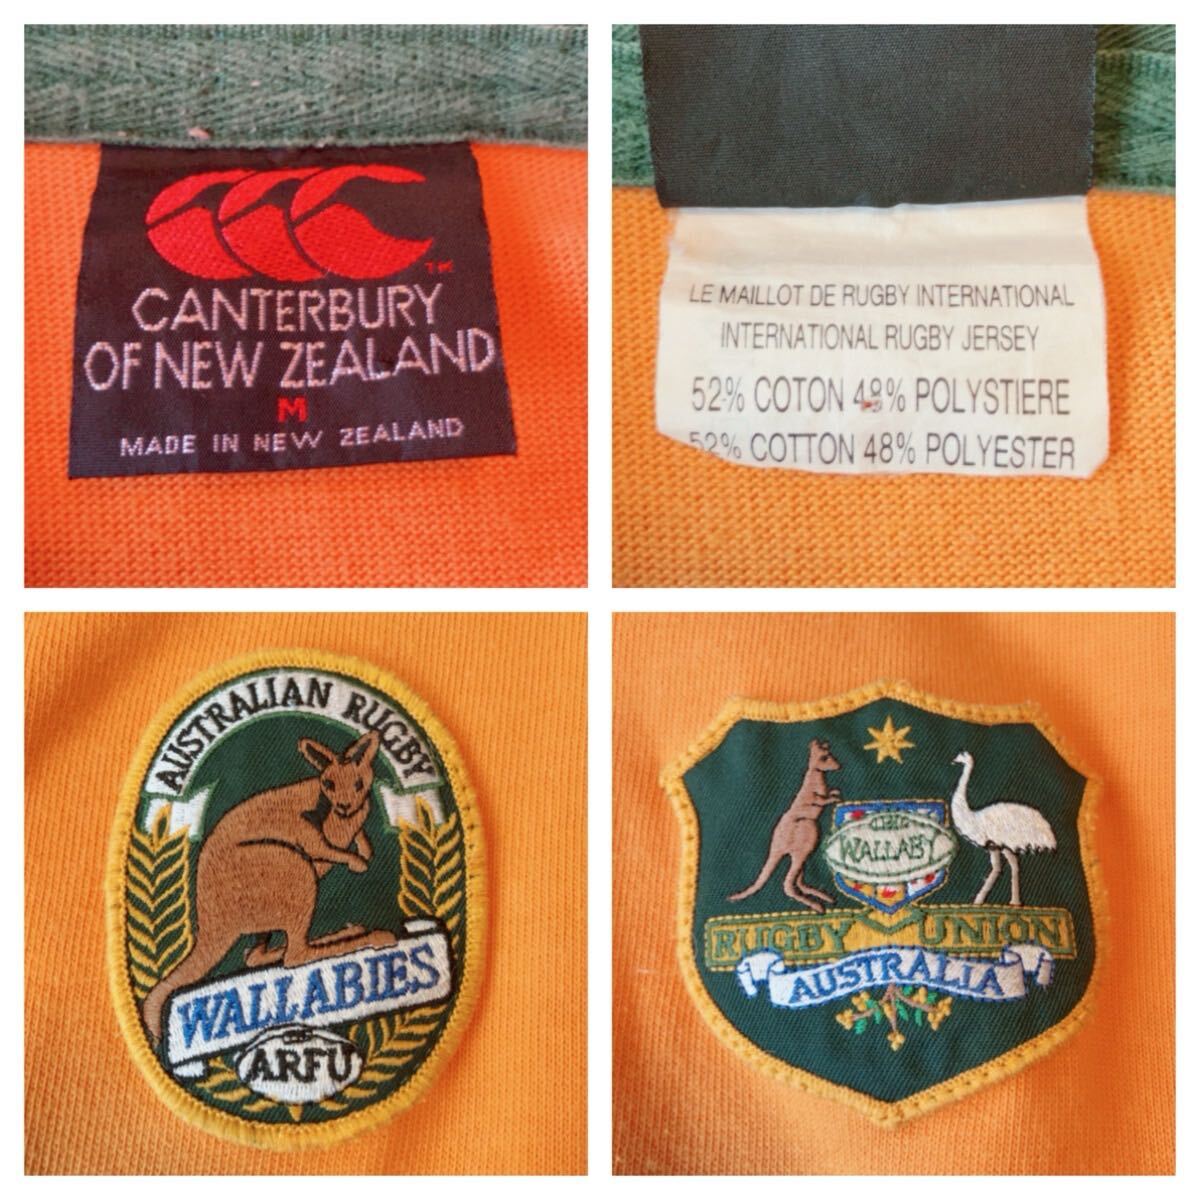 TM
CANTERBURY
OF NEW ZEALAND
M
MADE IN NEW ZEALAND
LE MAILLOT DE RUGBY INTERNATIONAL
INTERNATIONAL RUGBY JERSEY
52% COTON 48% POLYSTIERE
52% COTTON 48% POLYESTER
AUSTRALIAN RUGBY
WALLABIES
ARFU
WALLABY
RUGBY UNION
AUSTRALIA